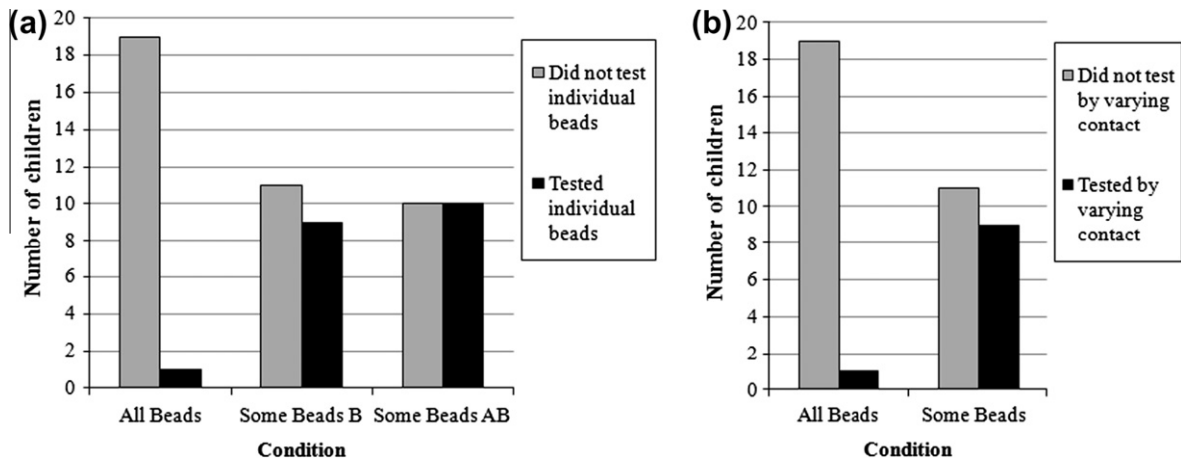 (a)
20
18
16
14
12
10
8
6
4
2
0
Number of children
All Beads
Some Beads B
Some Beads AB
Condition
Did not test
individual
beads
Tested
individual
beads
(b)
20
18
16
14
12
10
8
6
4
2
0
Number of children
All Beads
Some Beads
Condition
Did not test
by varying
contact
Tested by
varying
contact